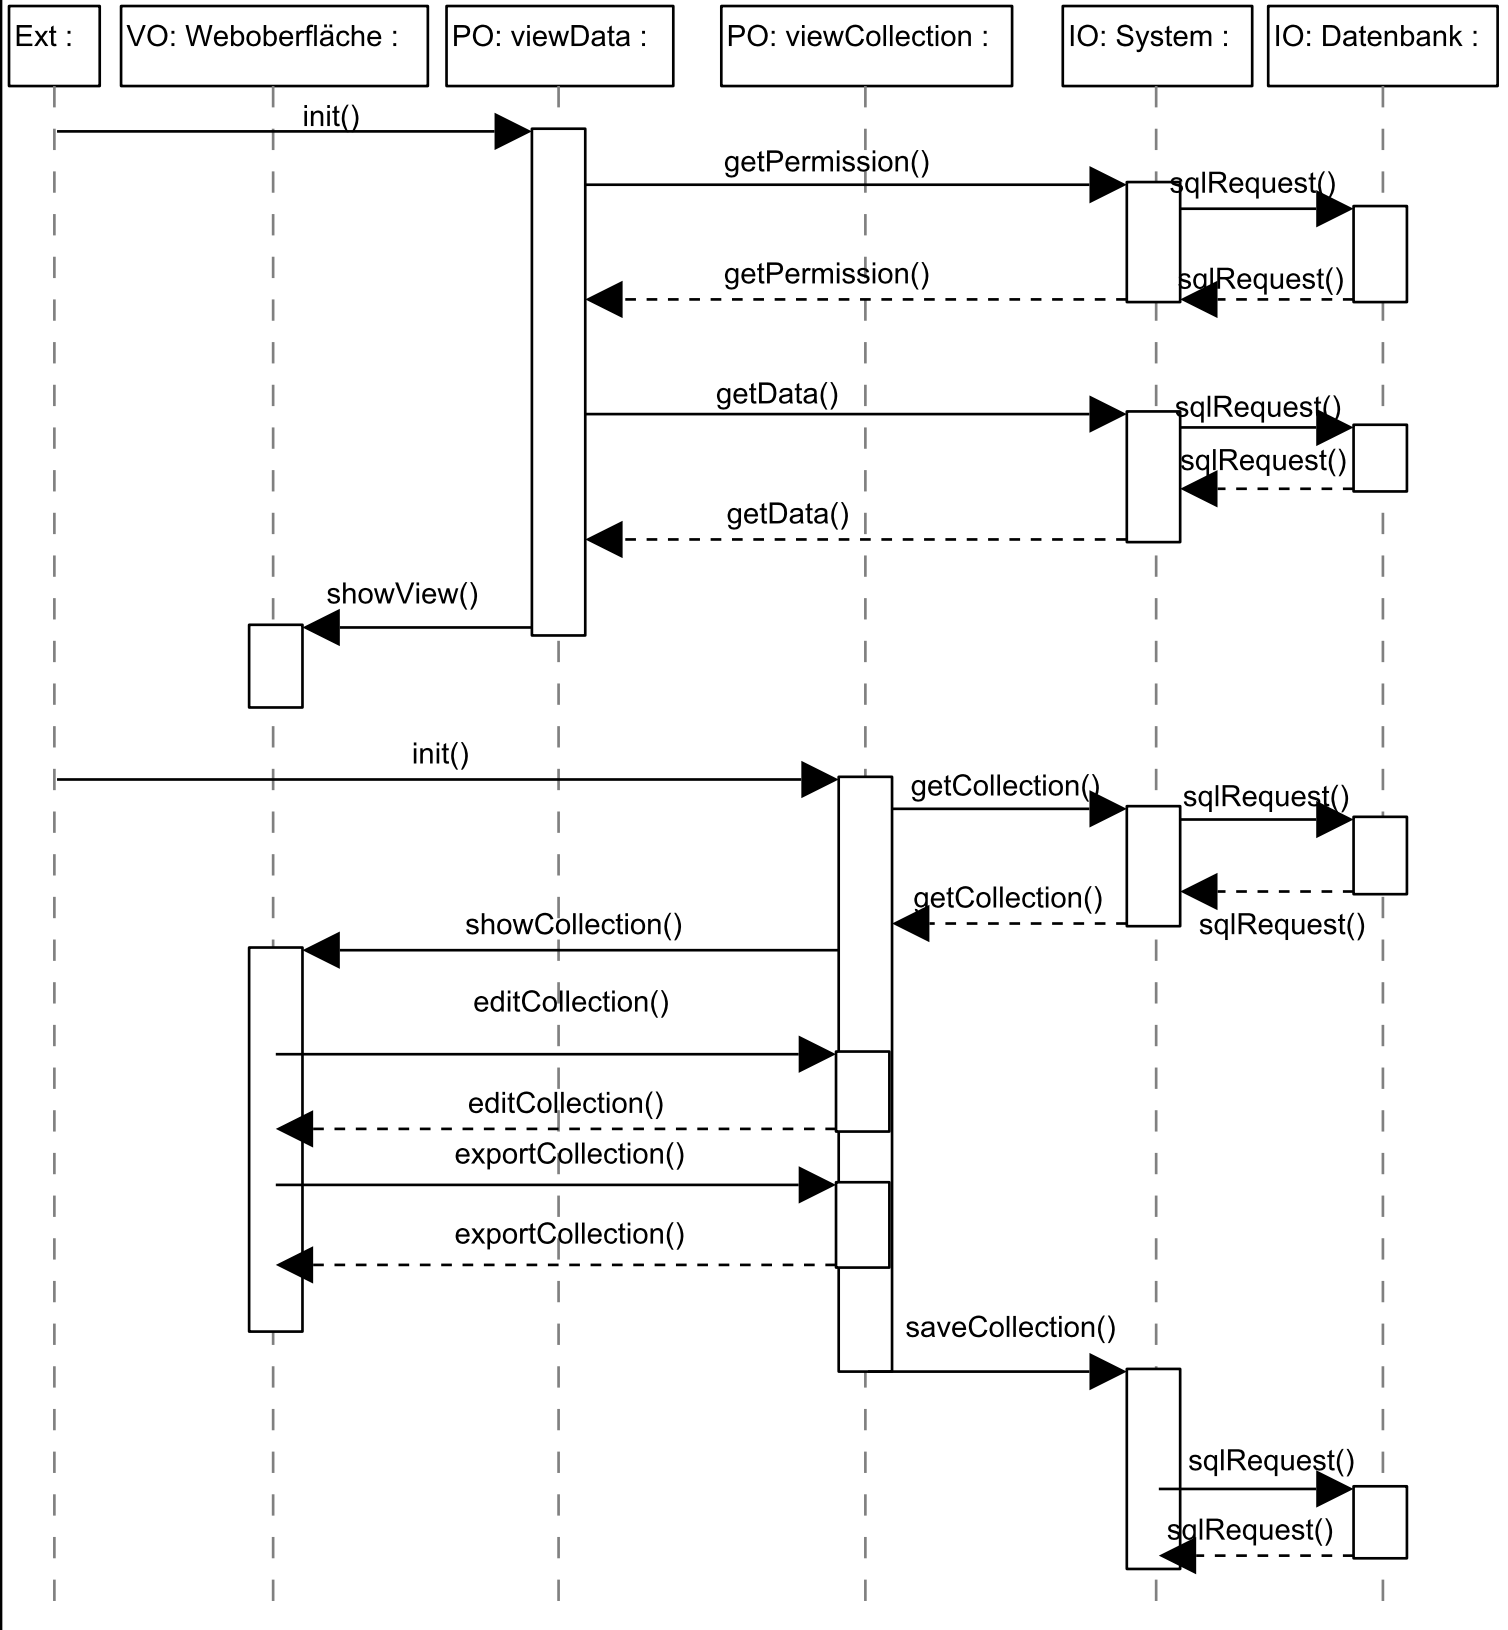 Ext :
VO: Weboberfläche :
PO: viewData :
PO: viewCollection :
IO: System :
IO: Datenbank :
init()
getPermission()
sqlRequest()
getPermission()
sqlRequest()
getData()
sqlRequest()
sqlRequest()
getData()
showView()
init()
getCollection()
sqlRequest()
getCollection()
sqlRequest()
showCollection()
editCollection()
editCollection()
exportCollection()
exportCollection()
saveCollection()
sqlRequest()
sqlRequest()